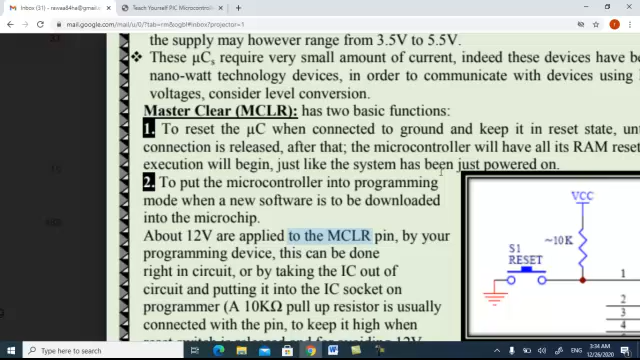 Inbox (31) - rewaa84ha@gmail.co
Teach Yourself PIC Microcontroll
mail.google.com/mail/u/0/?tab=rm&ogbl#inbox?projector=1
the supply may however range from 3.5V to 5.5V.
❖ These µCs require very small amount of current, indeed these devices have be
nano-watt technology devices, in order to communicate with devices using
voltages, consider level conversion.
Master Clear (MCLR): has two basic functions:
1. To reset the µC when connected to ground and keep it in reset state, un
connection is released, after that; the microcontroller will have all its RAM reset
execution will begin, just like the system has been just powered on.
2. To put the microcontroller into programming
mode when a new software is to be downloaded
into the microchip.
About 12V are applied to the MCLR pin, by your
programming device, this can be done
right in circuit, or by taking the IC out of
circuit and putting it into the IC socket on
programmer (A 10KΩ pull up resistor is usually
connected with the pin, to keep it high when
VCC
~10K
S1
RESET
1
2
3
4
Type here to search
ENG
3:34 AM
12/26/2020